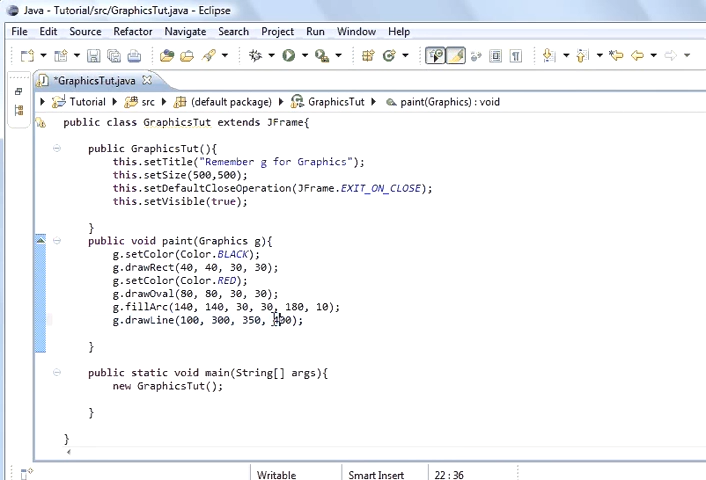 Java - Tutorial/src/GraphicsTut.java - Eclipse
File Edit Source Refactor Navigate Search Project Run Window Help
*GraphicsTut.java
Tutorial src (default package) GraphicsTut paint(Graphics) : void
public class GraphicsTut extends JFrame{
public GraphicsTut(){
this.setTitle("Remember g for Graphics");
this.setSize(500,500);
this.setDefaultCloseOperation(JFrame.EXIT_ON_CLOSE);
this.setVisible(true);
}
public void paint(Graphics g){
g.setColor(Color.BLACK);
g.drawRect(40, 40, 30, 30);
g.setColor(Color.RED);
g.drawOval(80, 80, 30, 30);
g.fillArc(140, 140, 30, 30, 180, 10);
g.drawLine(100, 300, 350, 400);
}
public static void main(String[] args){
new GraphicsTut();
}
}
Writable Smart Insert 22 : 36